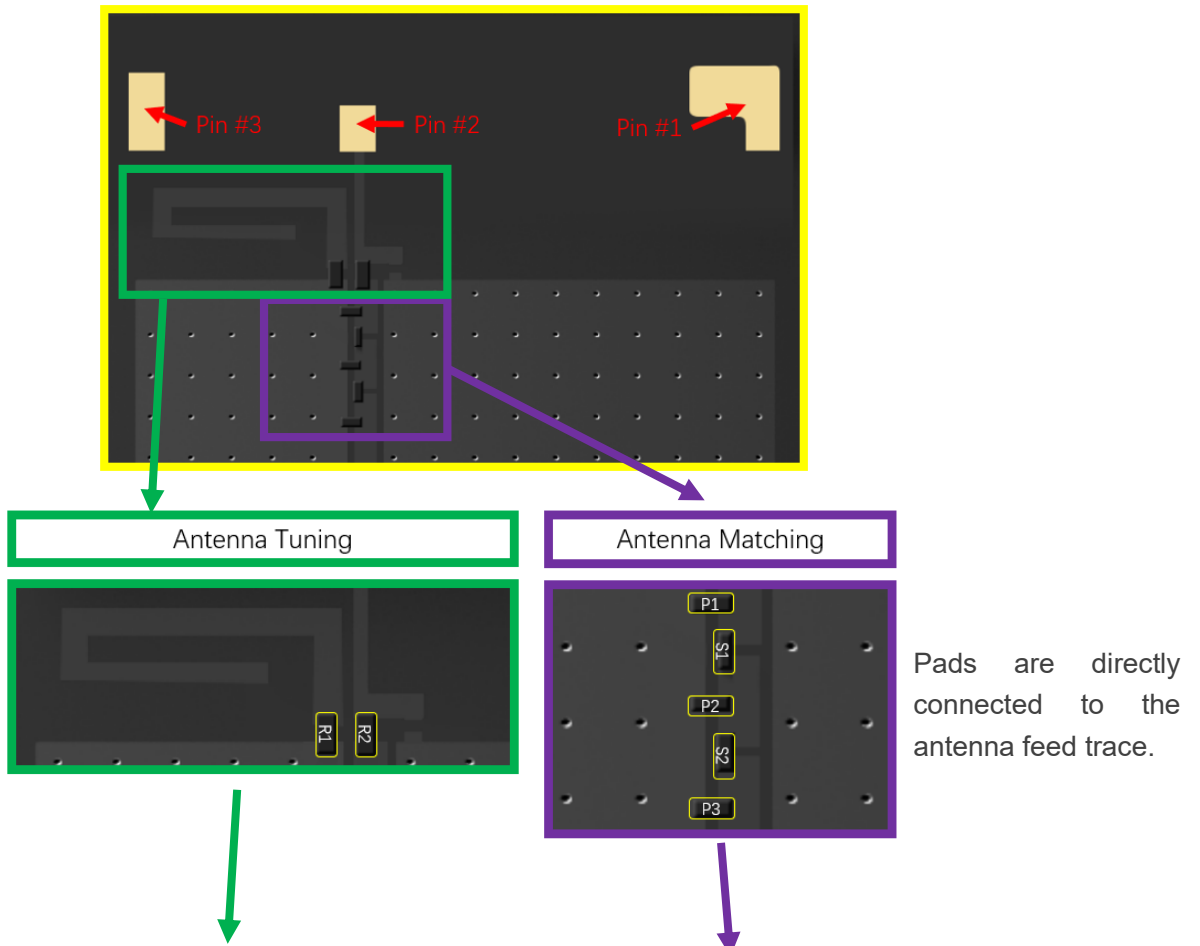 Pin #3
Pin #2
Pin #1
Antenna Tuning
Antenna Matching
R1
R2
P1
S1
P2
S2
P3
Pads are directly
connected to the
antenna feed trace.